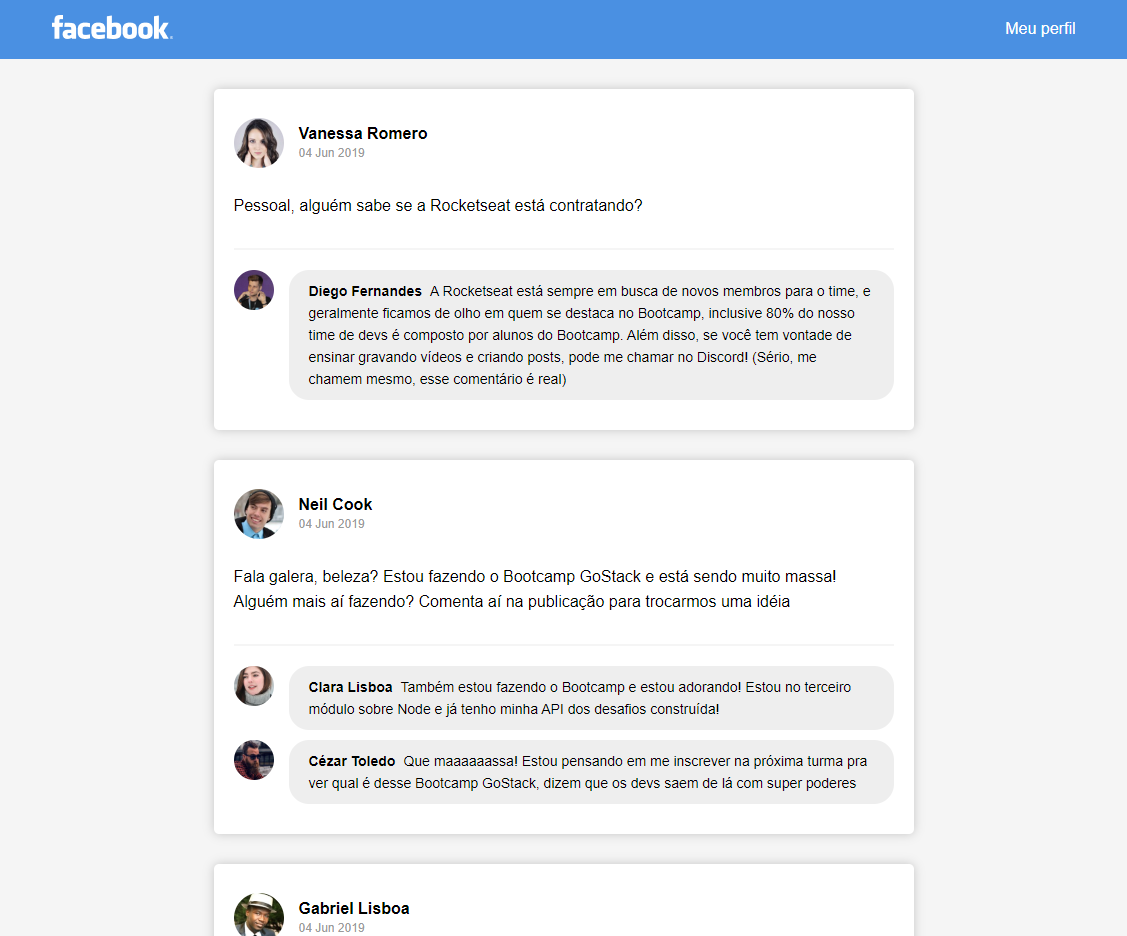 facebook.
Meu perfil
Vanessa Romero
04 Jun 2019
Pessoal, alguém sabe se a Rocketseat está contratando?
Diego Fernandes A Rocketseat está sempre em busca de novos membros para o time, e
geralmente ficamos de olho em quem se destaca no Bootcamp, inclusive 80% do nosso
time de devs é composto por alunos do Bootcamp. Além disso, se você tem vontade de
ensinar gravando vídeos e criando posts, pode me chamar no Discord! (Sério, me
chamem mesmo, esse comentário é real)
Neil Cook
04 Jun 2019
Fala galera, beleza? Estou fazendo o Bootcamp GoStack e está sendo muito massa!
Alguém mais aí fazendo? Comenta aí na publicação para trocarmos uma idéia
Clara Lisboa Também estou fazendo o Bootcamp e estou adorando! Estou no terceiro
módulo sobre Node e já tenho minha API dos desafios construída!
Cézar Toledo Que maaaaaassa! Estou pensando em me inscrever na próxima turma pra
ver qual é desse Bootcamp GoStack, dizem que os devs saem de lá com super poderes
Gabriel Lisboa
04 Jun 2019